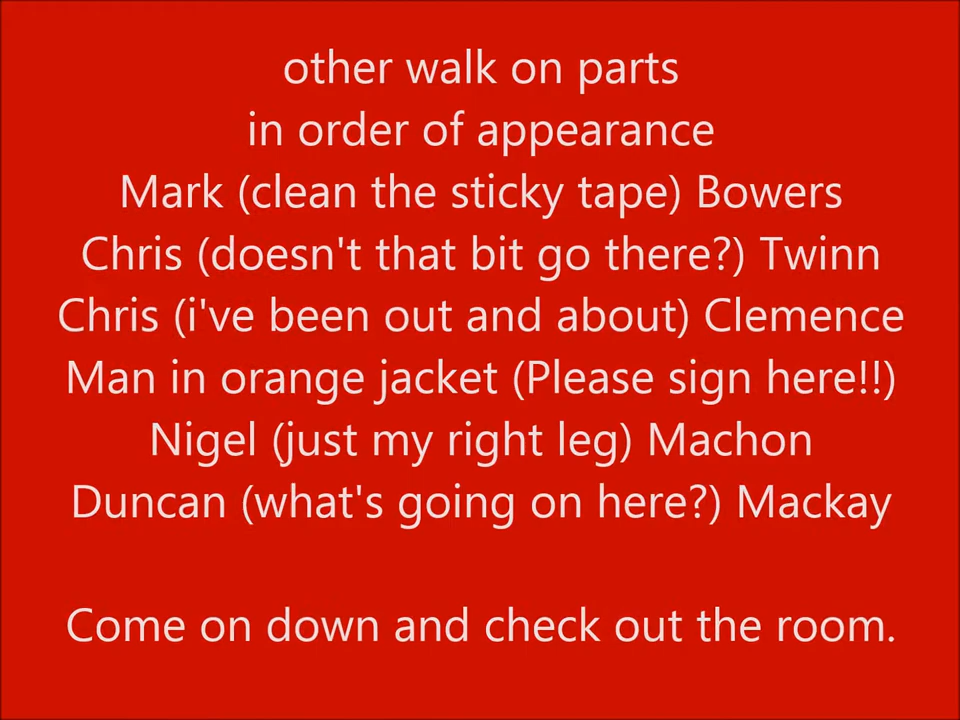 other walk on parts
in order of appearance
Mark (clean the sticky tape) Bowers
Chris (doesn't that bit go there?) Twinn
Chris (i've been out and about) Clemence
Man in orange jacket (Please sign here!!)
Nigel (just my right leg) Machon
Duncan (what's going on here?) Mackay
Come on down and check out the room.